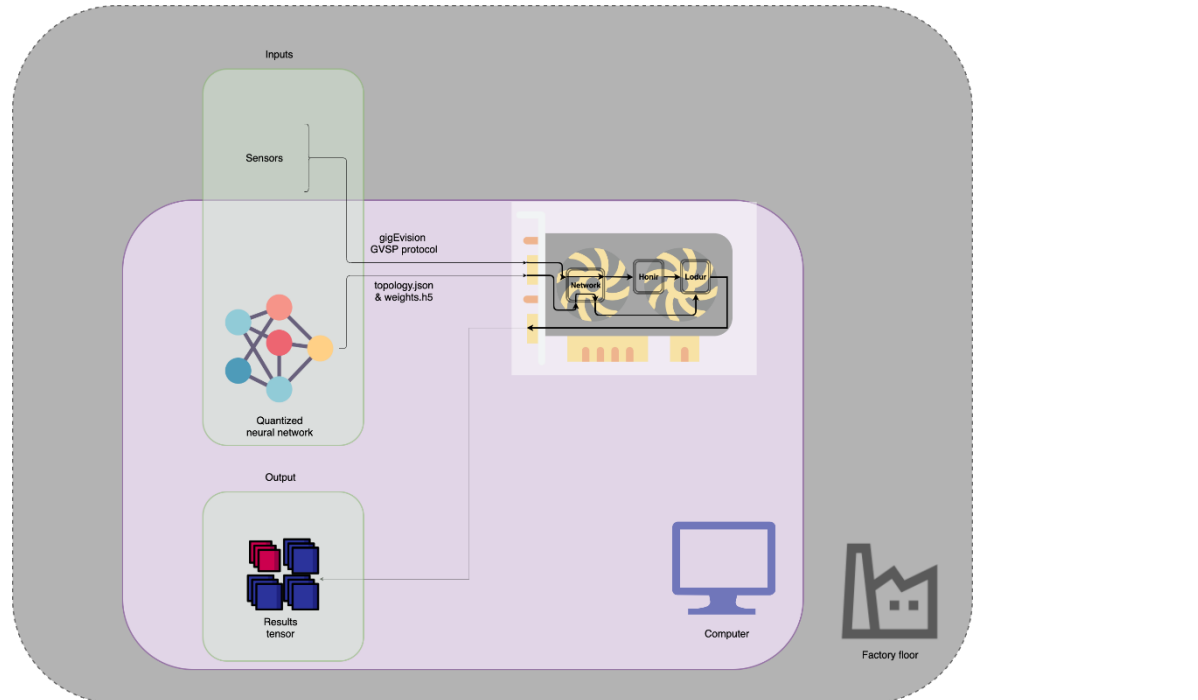 Inputs
Sensors
gigEvision
GVSP protocol
topology.json
& weights.h5
Network
Honir
Lodur
Quantized
neural network
Output
Results
tensor
Computer
Factory floor